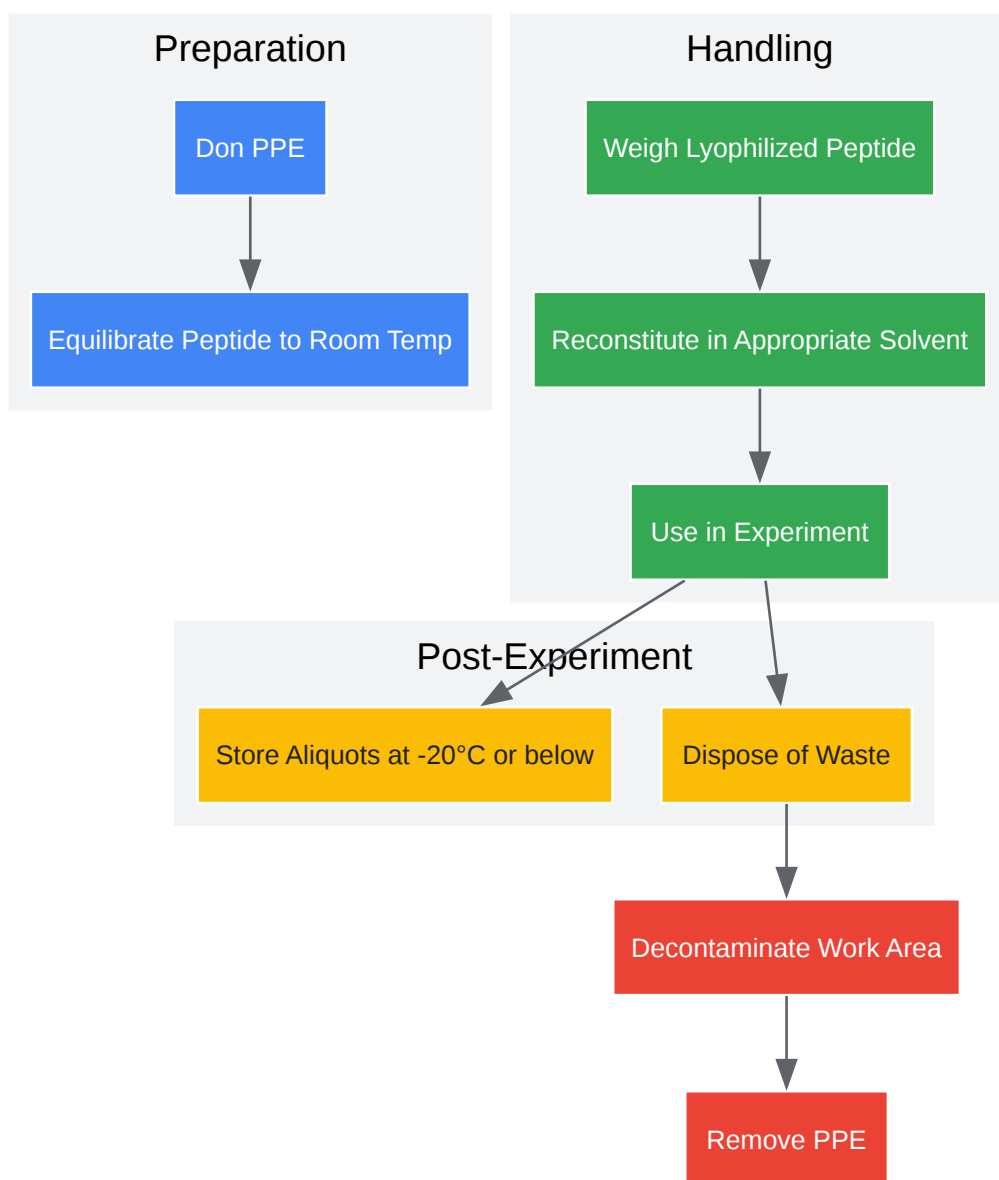 Preparation
Don PPE
Equilibrate Peptide to Room Temp
Handling
Weigh Lyophilized Peptide
Reconstitute in Appropriate Solvent
Use in Experiment
Post-Experiment
Store Aliquots at -20°C or below
Dispose of Waste
Decontaminate Work Area
Remove PPE